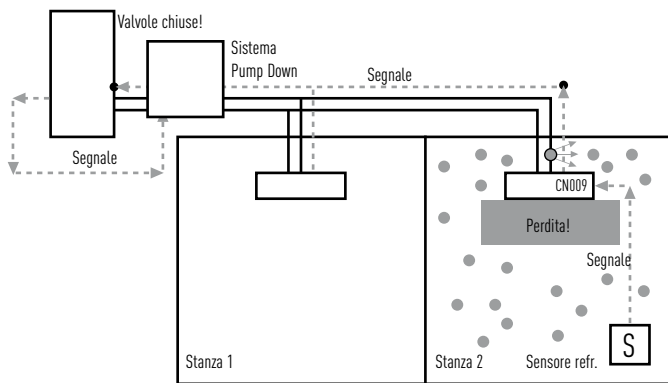 Valvole chiuse!
Sistema
Pump Down
Segnale
Segnale
CN009
Perdita!
Segnale
S
Stanza 1
Stanza 2
Sensore refr.